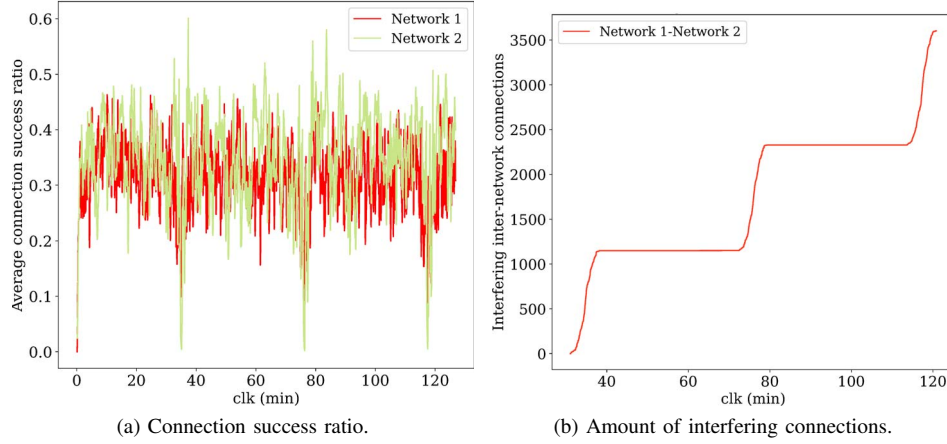 Average connection success ratio
0.6
0.5
0.4
0.3
0.2
0.1
0.0
Network 1
Network 2
0 20 40 60 80 100 120
clk (min)
(a) Connection success ratio.
Interfering inter-network connections
3500
3000
2500
2000
1500
1000
500
0
Network 1-Network 2
40 60 80 100 120
clk (min)
(b) Amount of interfering connections.